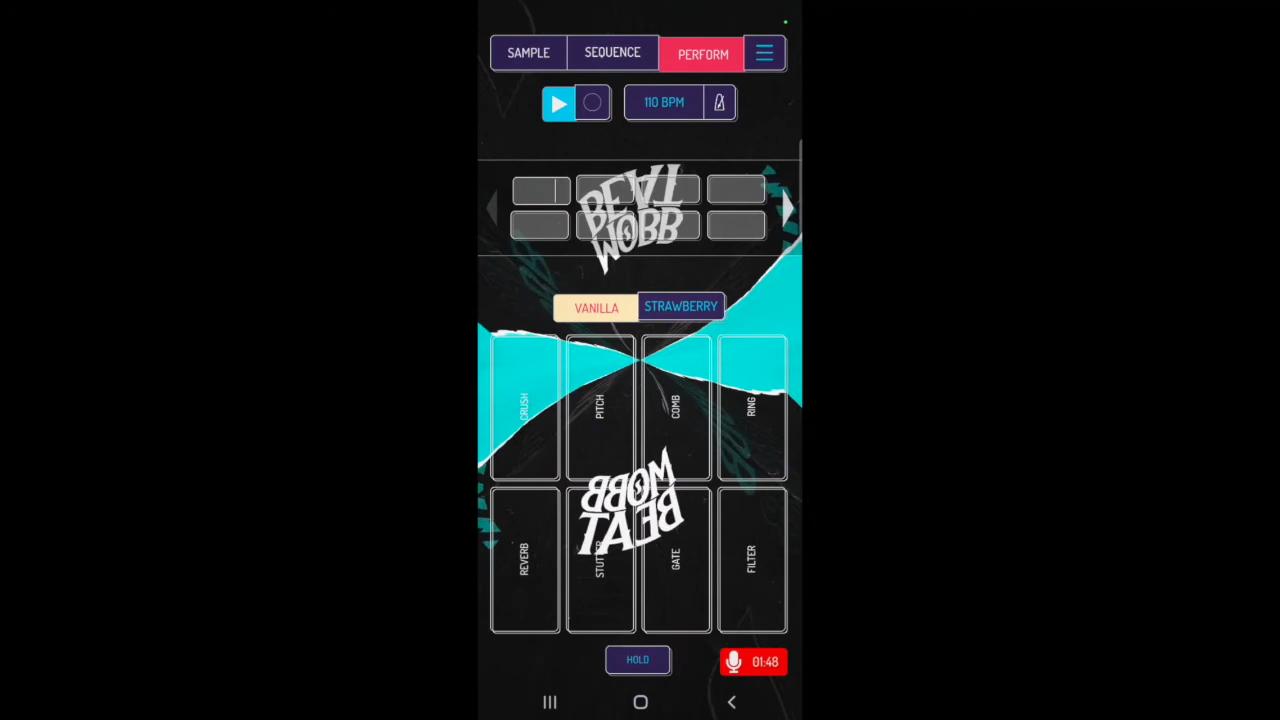 SAMPLE SEQUENCE PERFORM
110 BPM
BEAT
WOBB
VANILLA STRAWBERRY
CRUSH PITCH COMB RING
WOBB
BEAT
REVERB STUTTER GATE FILTER
HOLD 01:48